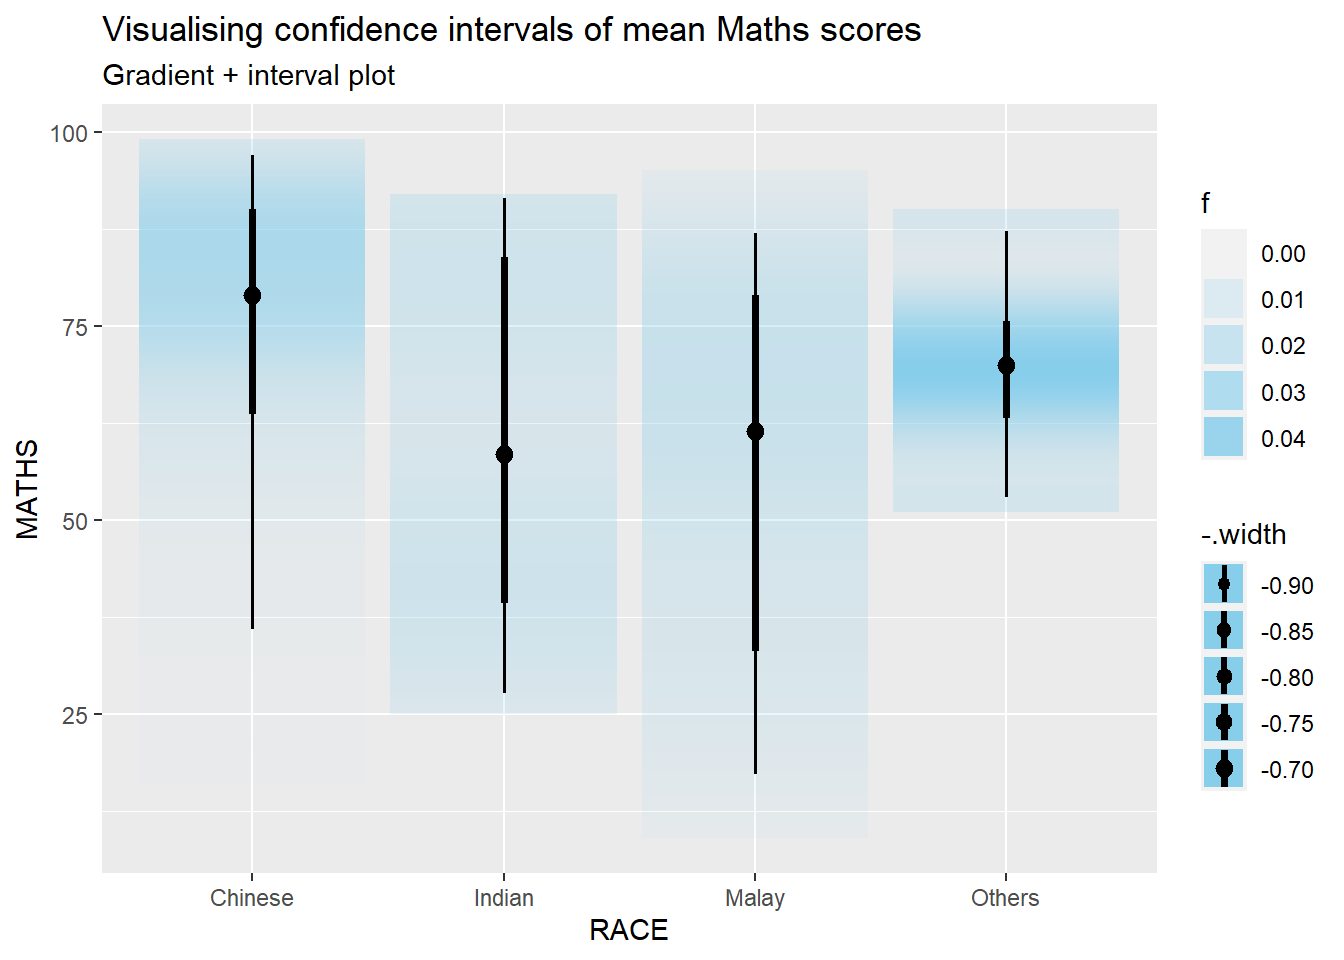 Visualising confidence intervals of mean Maths scores
Gradient + interval plot
MATHS
100
75
50
25
Chinese
Indian
Malay
Others
RACE
f
0.00
0.01
0.02
0.03
0.04
-.width
-0.90
-0.85
-0.80
-0.75
-0.70